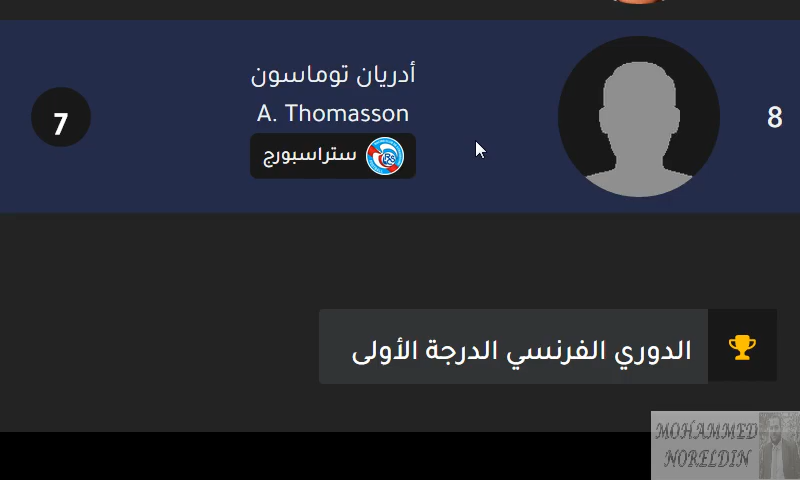 8
أدريان توماسون
A. Thomasson
ستراسبورج
7
الدوري الفرنسي الدرجة الأولى
MOHAMMED
NORELDIN